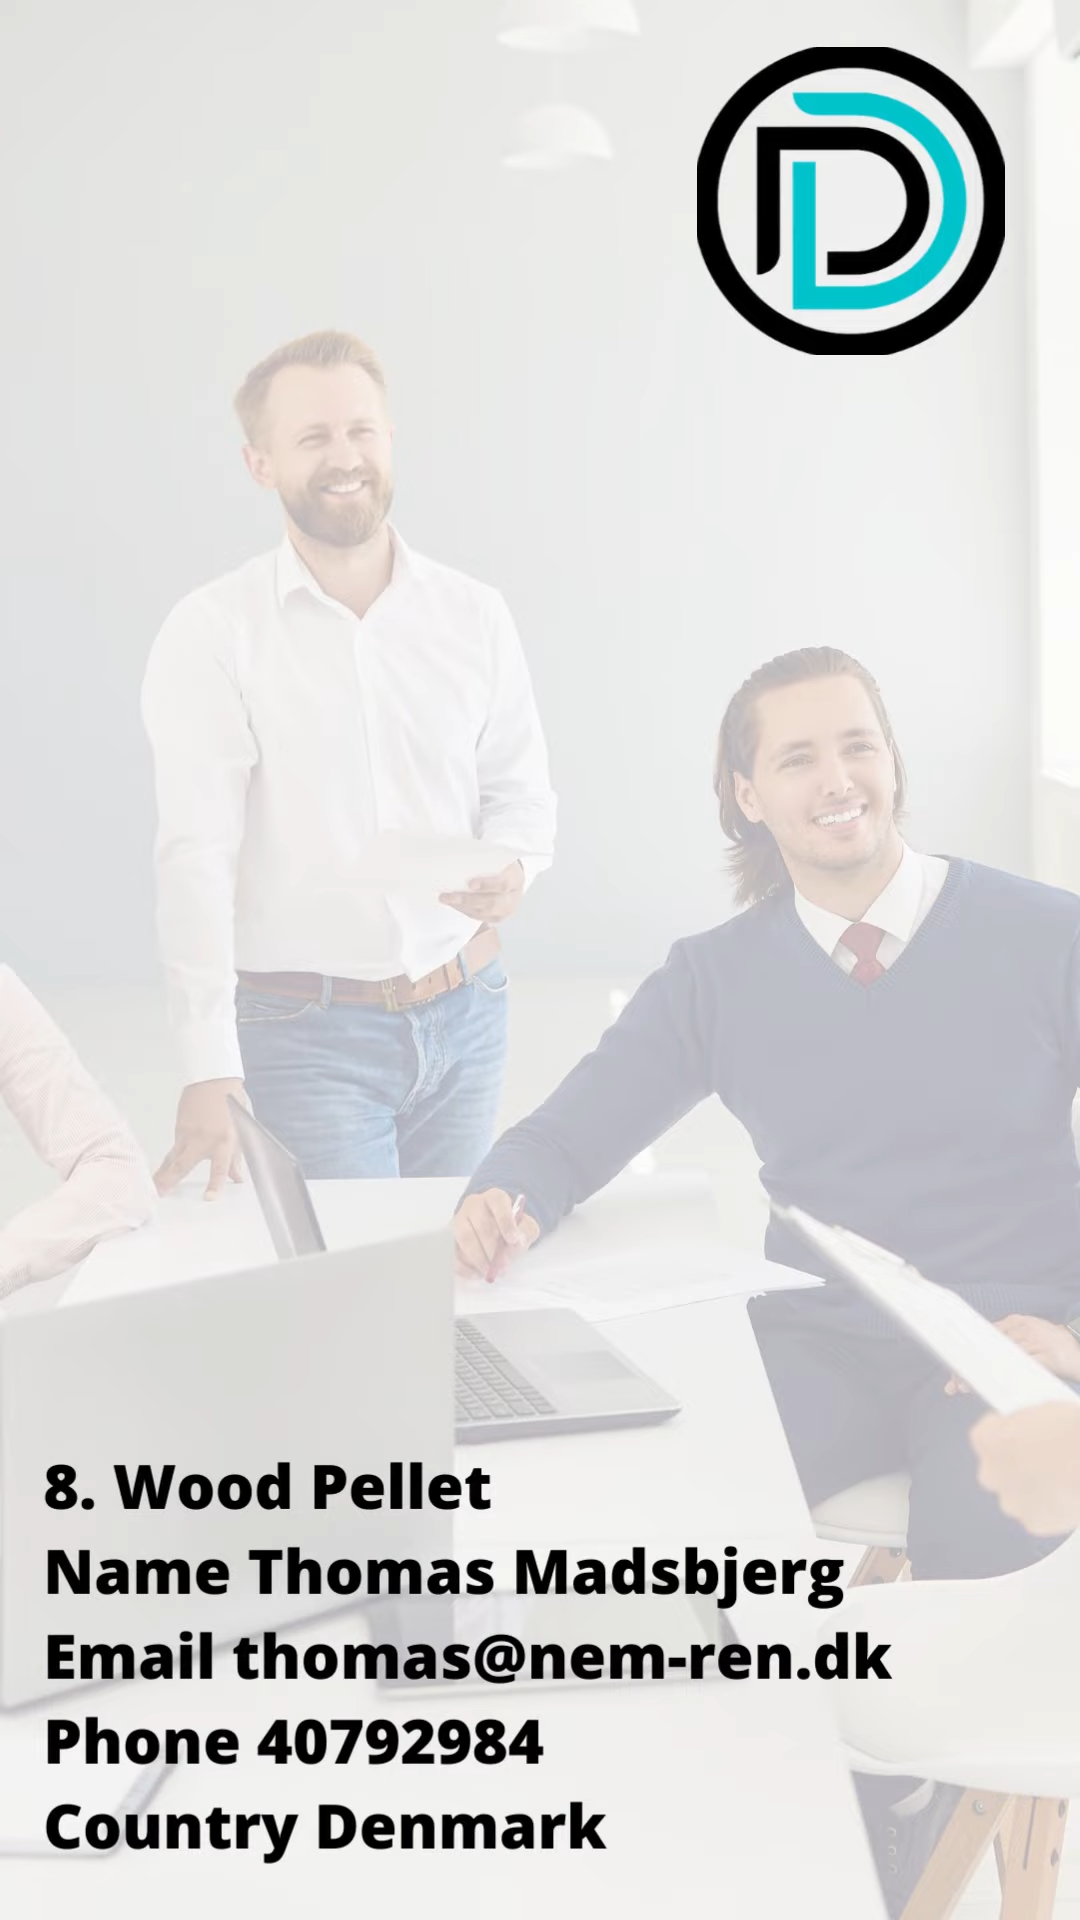 8. Wood Pellet
Name Thomas Madsbjerg
Email thomas@nem-ren.dk
Phone 40792984
Country Denmark